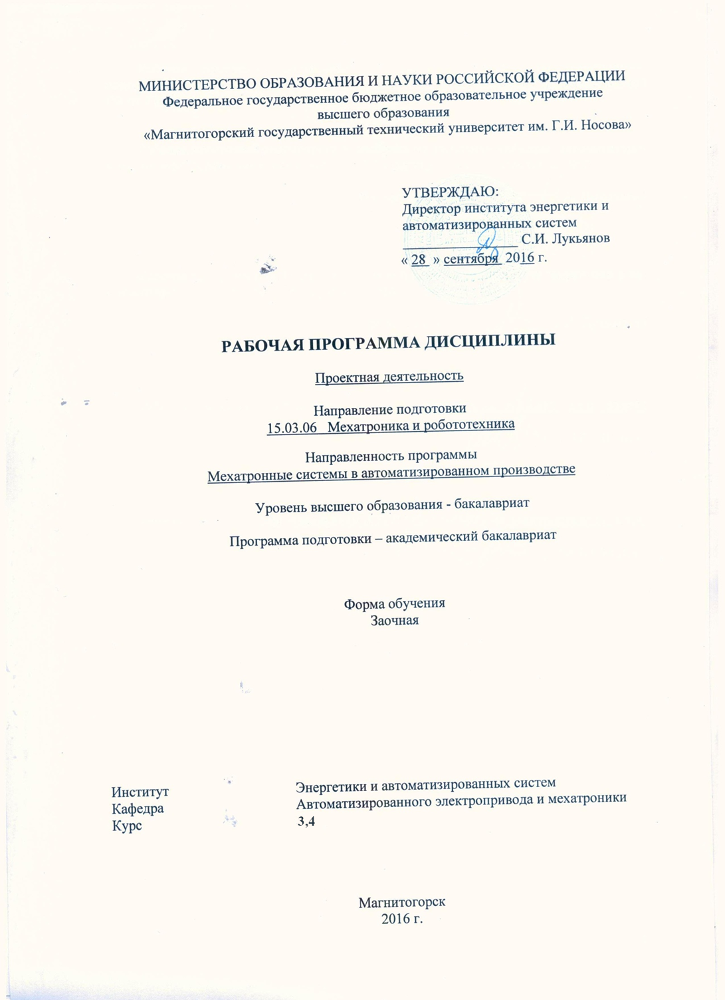 МИНИСТЕРСТВО ОБРАЗОВАНИЯ И НАУКИ РОССИЙСКОЙ ФЕДЕРАЦИИ
Федеральное государственное бюджетное образовательное учреждение
высшего образования
«Магнитогорский государственный технический университет им. Г.И. Носова»
УТВЕРЖДАЮ:
Директор института энергетики и
автоматизированных систем
С.И. Лукьянов
« 28 » сентября 2016 г.
РАБОЧАЯ ПРОГРАММА ДИСЦИПЛИНЫ
Проектная деятельность
Направление подготовки
15.03.06 Мехатроника и робототехника
Направленность программы
Мехатронные системы в автоматизированном производстве
Уровень высшего образования - бакалавриат
Программа подготовки – академический бакалавриат
Форма обучения
Заочная
Институт Энергетики и автоматизированных систем
Кафедра Автоматизированного электропривода и мехатроники
Курс 3,4
Магнитогорск
2016 г.